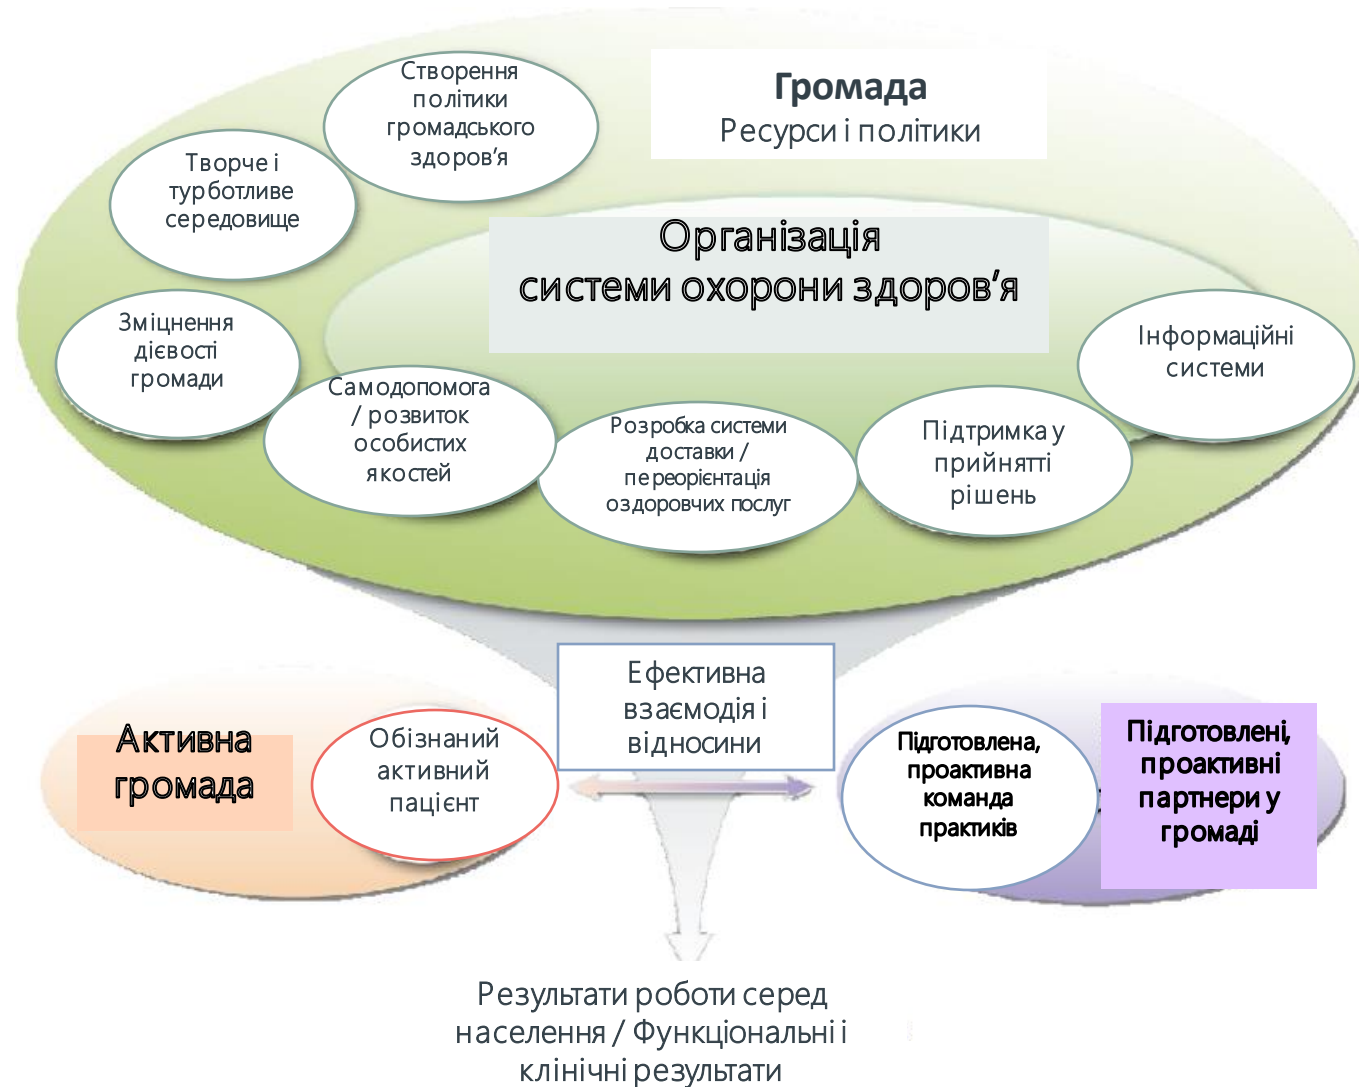 Створення
політики
громадського
здоров’я
Громада
Ресурси і політики
Творче і
турботливе
середовище
Організація
системи охорони здоров’я
Зміцнення
дієвості
громади
Інформаційні
системи
Самодопомога
/ розвиток
особистих
якостей
Розробка системи
доставки /
переорієнтація
оздоровчих послуг
Підтримка у
прийнятті
рішень
Ефективна
взаємодія і
відносини
Активна
громада
Обізнаний
активний
пацієнт
Підготовлена,
проактивна
команда
практиків
Підготовлені,
проактивні
партнери у
громаді
Результати роботи серед
населення / Функціональні і
клінічні результати